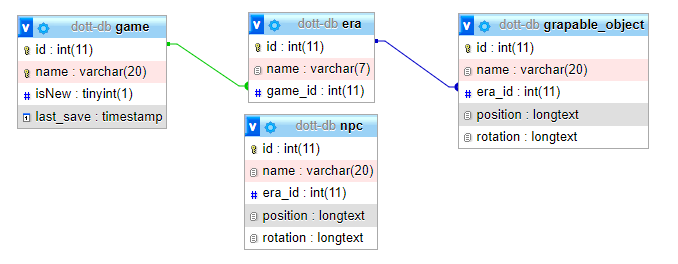 dott-db game
id : int(11)
name : varchar(20)
isNew : tinyint(1)
last_save : timestamp
dott-db era
id : int(11)
name : varchar(7)
game_id : int(11)
dott-db grapable_object
id : int(11)
name : varchar(20)
era_id : int(11)
position : longtext
rotation : longtext
dott-db npc
id : int(11)
name : varchar(20)
era_id : int(11)
position : longtext
rotation : longtext